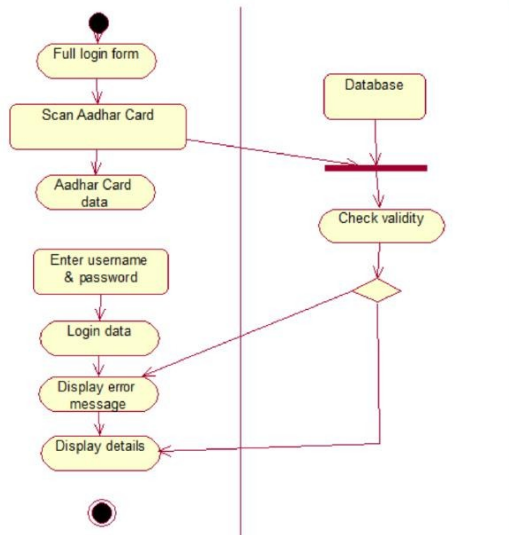 Full login form
Scan Aadhar Card
Aadhar Card
data
Enter username
& password
Login data
Display error
message
Display details
Database
Check validity